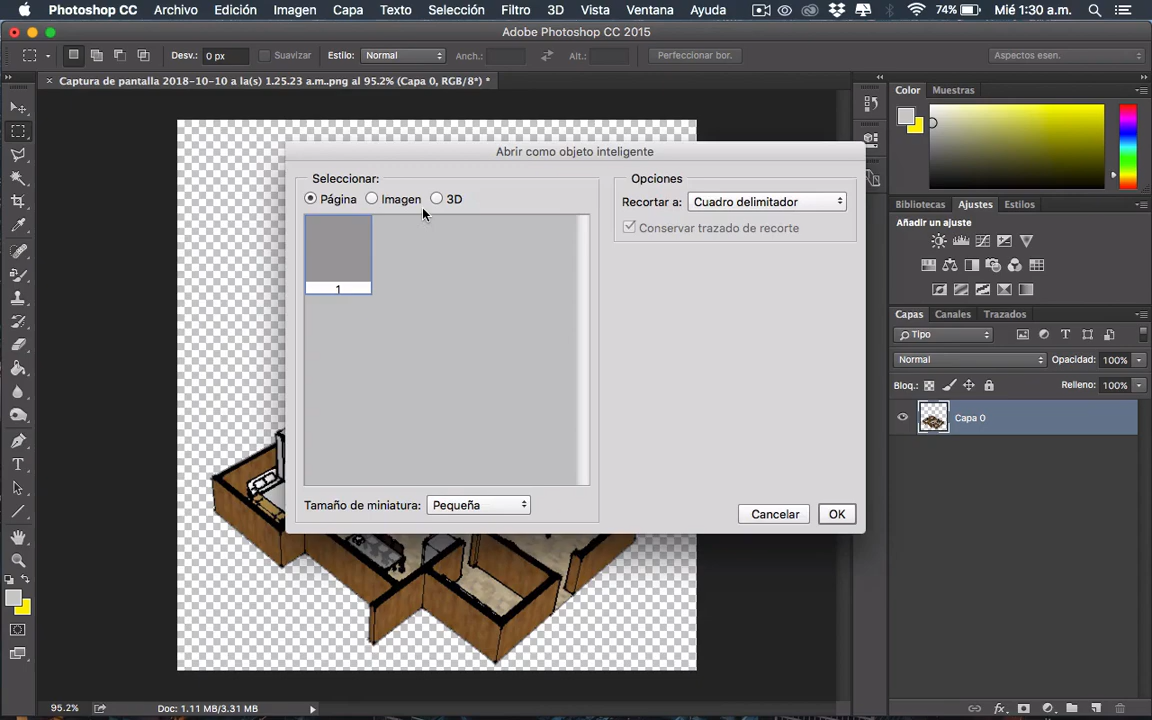 Photoshop CC Archivo Edición Imagen Capa Texto Selección Filtro 3D Vista Ventana Ayuda 74% Mié 1:30 a.m.
Adobe Photoshop CC 2015
Desv.: 0 px Suavizar Estilo: Normal Anch.: Alt.: Perfeccionar bor. Aspectos esen.
× Captura de pantalla 2018-10-10 a la(s) 1.25.23 a.m..png al 95.2% (Capa 0, RGB/8*) *
Color Muestras
Abrir como objeto inteligente
Seleccionar: Opciones
Página Imagen 3D
Recortar a: Cuadro delimitador
Conservar trazado de recorte
1
Tamaño de miniatura: Pequeña
Cancelar OK
Bibliotecas Ajustes Estilos
Añadir un ajuste
Capas Canales Trazados
Tipo
Normal Opacidad: 100%
Bloq.: Relleno: 100%
Capa 0
95.2% Doc: 1.11 MB/3.31 MB